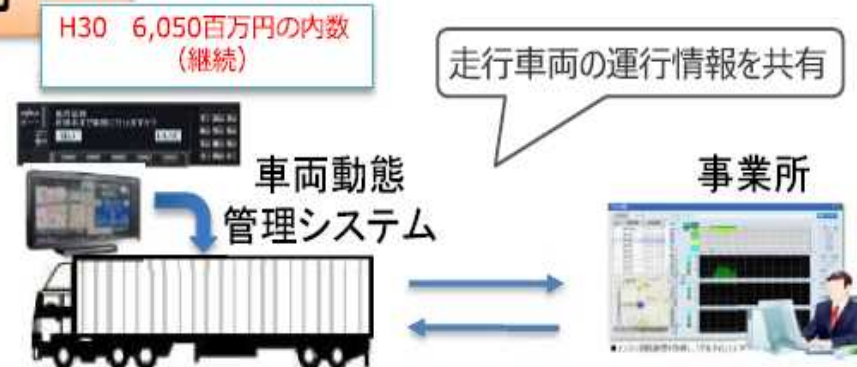 H30 6,050百万円の内数
(継続)
走行車両の運行情報を共有
車両動態
管理システム
事業所